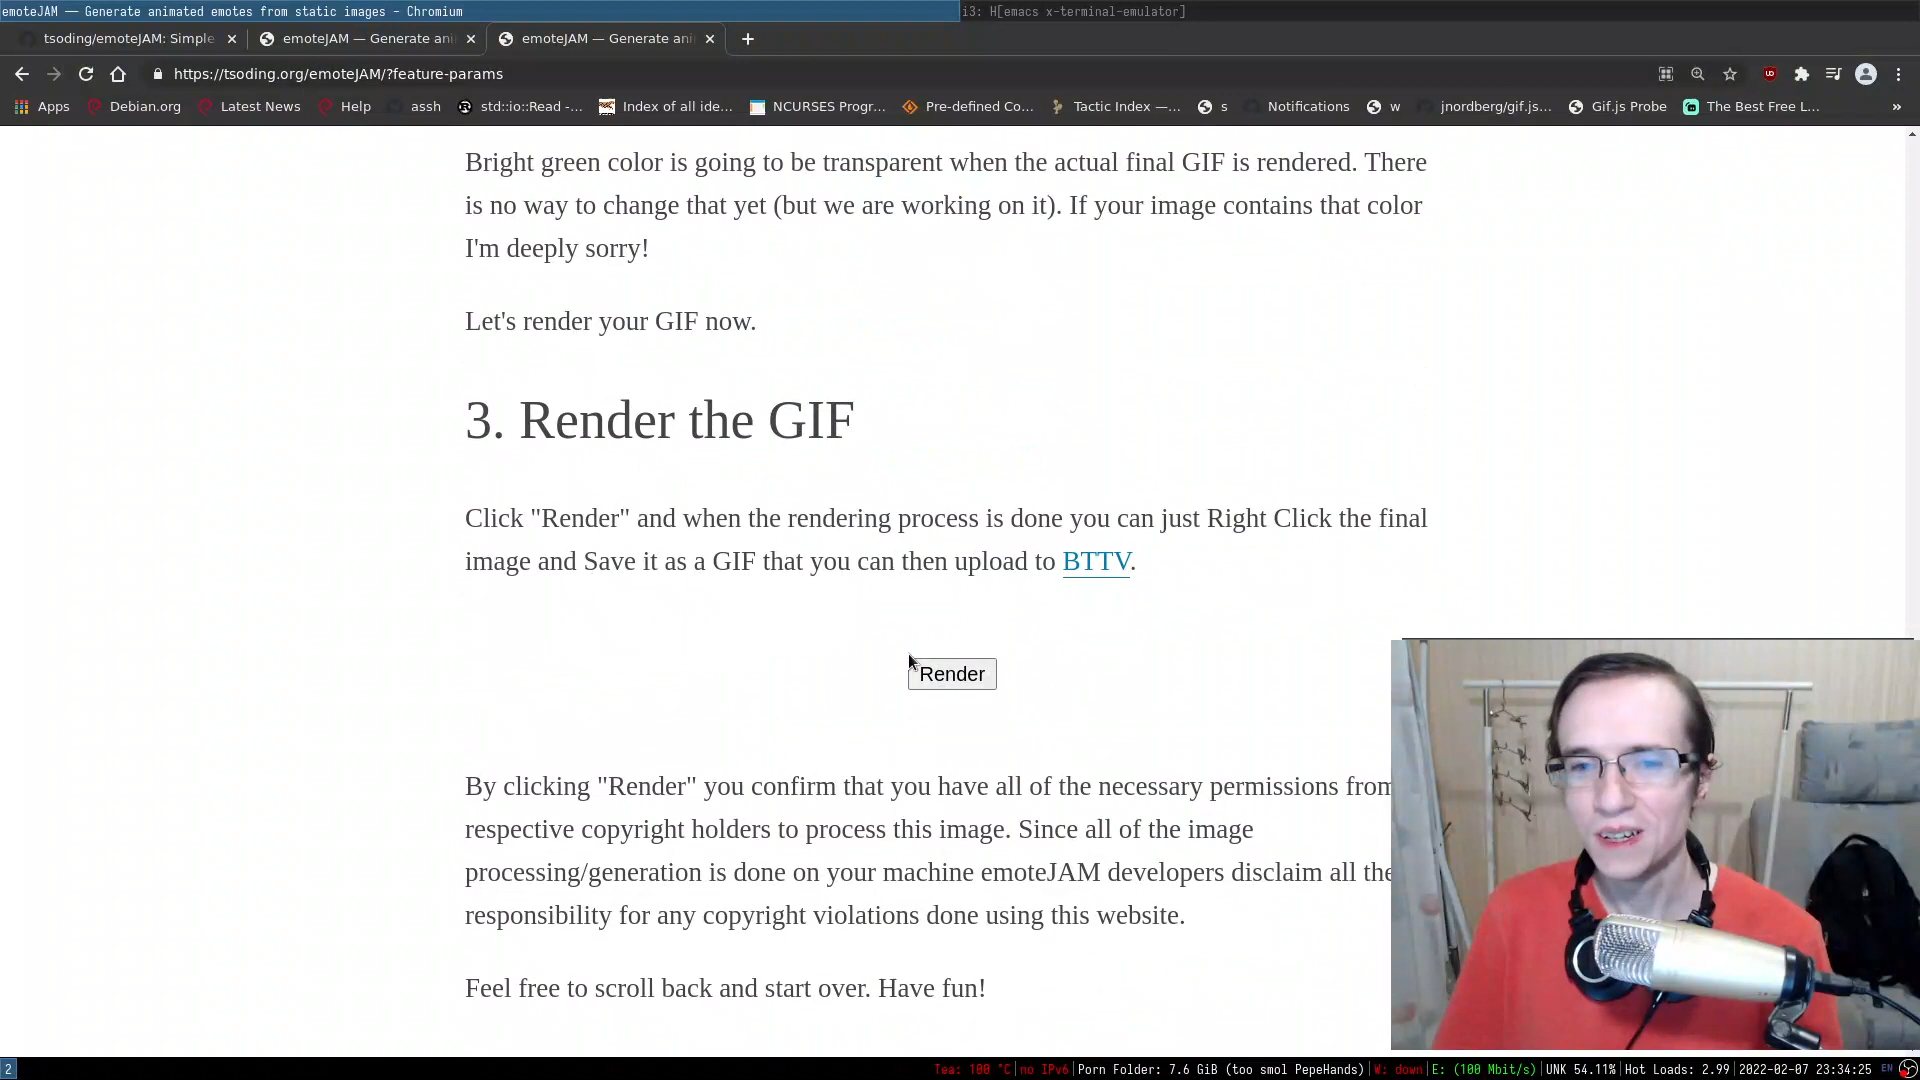 emoteJAM — Generate animated emotes from static images - Chromium
i3: H[emacs x-terminal-emulator]
tsoding/emoteJAM: Simple
emoteJAM — Generate ani
emoteJAM — Generate ani
https://tsoding.org/emoteJAM/?feature-params
Apps
Debian.org
Latest News
Help
assh
std::io::Read -...
Index of all ide...
NCURSES Progr...
Pre-defined Co...
Tactic Index —...
s
Notifications
w
jnordberg/gif.js...
Gif.js Probe
The Best Free L...
»
Bright green color is going to be transparent when the actual final GIF is rendered. There
is no way to change that yet (but we are working on it). If your image contains that color
I'm deeply sorry!
Let's render your GIF now.
3. Render the GIF
Click "Render" and when the rendering process is done you can just Right Click the final
image and Save it as a GIF that you can then upload to BTTV.
Render
By clicking "Render" you confirm that you have all of the necessary permissions from
respective copyright holders to process this image. Since all of the image
processing/generation is done on your machine emoteJAM developers disclaim all the
responsibility for any copyright violations done using this website.
Feel free to scroll back and start over. Have fun!
2
Tea: 100 °C|no IPv6|Porn Folder: 7.6 GiB (too smol PepeHands)|W: down|E: (100 Mbit/s)|UNK 54.11%|Hot Loads: 2.99|2022-02-07 23:34:25
EN